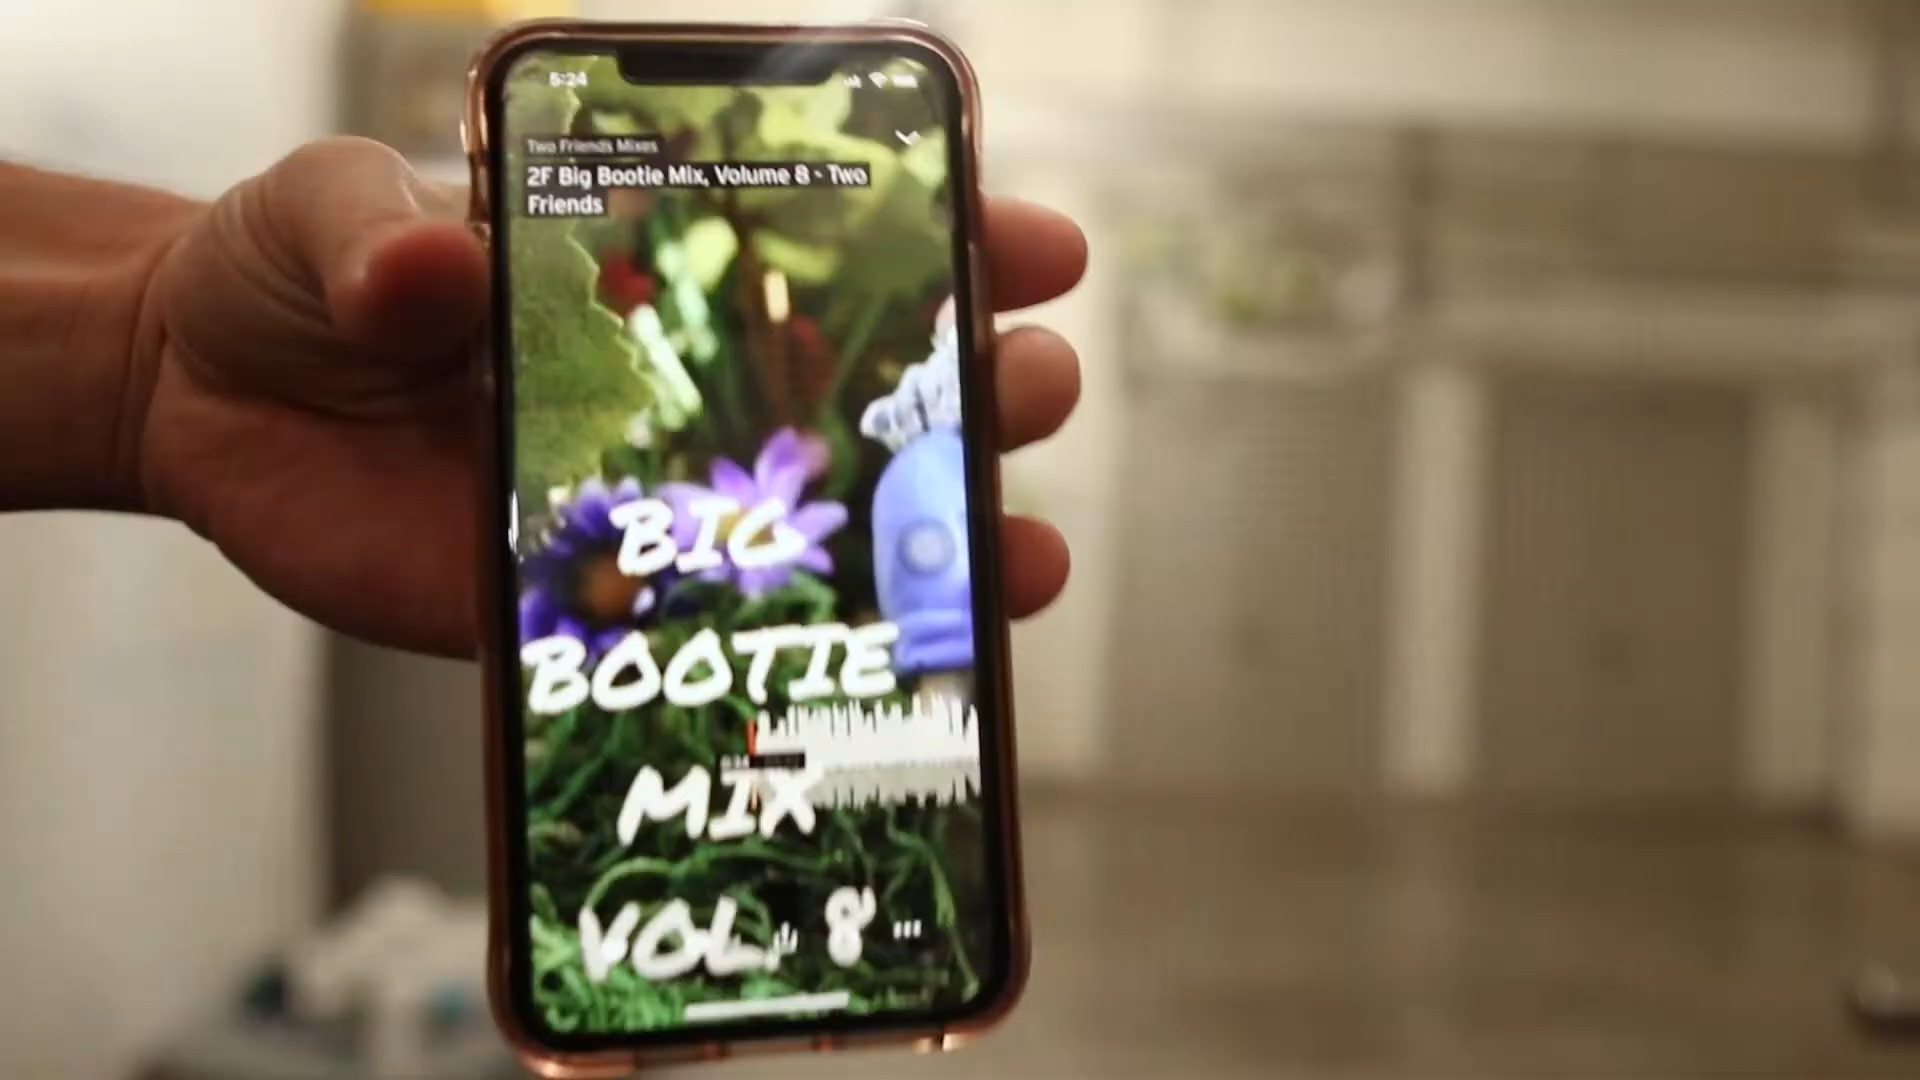 5:24
Two Friends Mixes
2F Big Bootie Mix, Volume 8 - Two
Friends
BIG
BOOTIE
MIX
VOL. 8